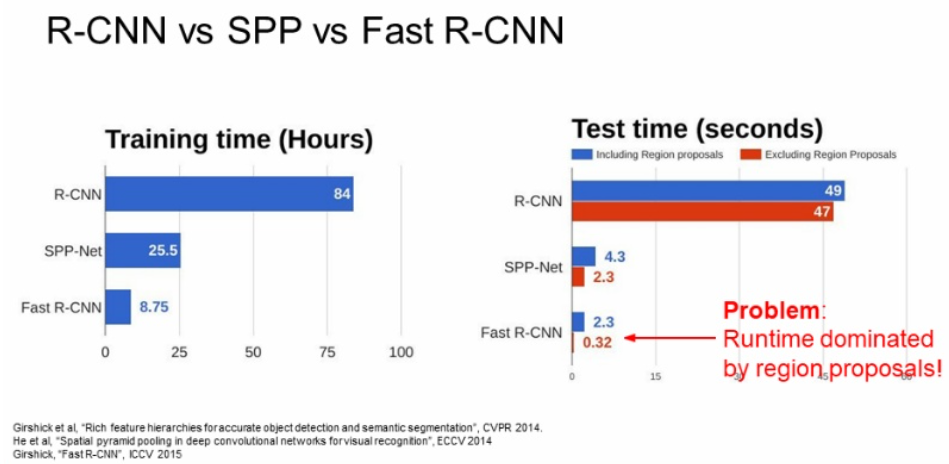 R-CNN vs SPP vs Fast R-CNN
Training time (Hours)
R-CNN
84
SPP-Net
25.5
Fast R-CNN
8.75
0 25 50 75 100
Test time (seconds)
Including Region proposals Excluding Region Proposals
R-CNN
49
47
SPP-Net
4.3
2.3
Fast R-CNN
2.3
0.32
Problem:
Runtime dominated
by region proposals!
0 15 30 45 60
Girshick et al, "Rich feature hierarchies for accurate object detection and semantic segmentation", CVPR 2014.
He et al, "Spatial pyramid pooling in deep convolutional networks for visual recognition", ECCV 2014
Girshick, "Fast R-CNN", ICCV 2015